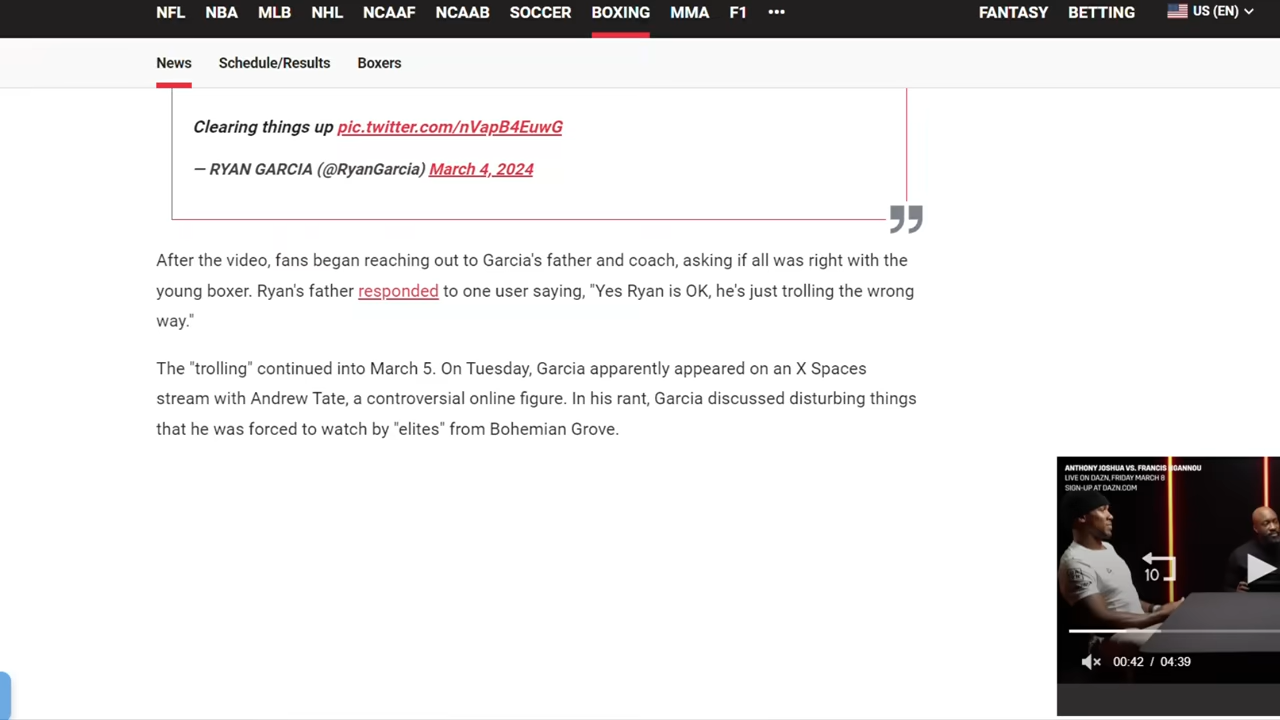 NFL NBA MLB NHL NCAAF NCAAB SOCCER BOXING MMA F1 ••• FANTASY BETTING US (EN)
News Schedule/Results Boxers
Clearing things up pic.twitter.com/nVapB4EuwG
— RYAN GARCIA (@RyanGarcia) March 4, 2024
After the video, fans began reaching out to Garcia's father and coach, asking if all was right with the
young boxer. Ryan's father responded to one user saying, "Yes Ryan is OK, he's just trolling the wrong
way."
The "trolling" continued into March 5. On Tuesday, Garcia apparently appeared on an X Spaces
stream with Andrew Tate, a controversial online figure. In his rant, Garcia discussed disturbing things
that he was forced to watch by "elites" from Bohemian Grove.
ANTHONY JOSHUA VS. FRANCIS NGANNOU
LIVE ON DAZN, FRIDAY MARCH 8
SIGN-UP AT DAZN.COM
10
00:42 / 04:39